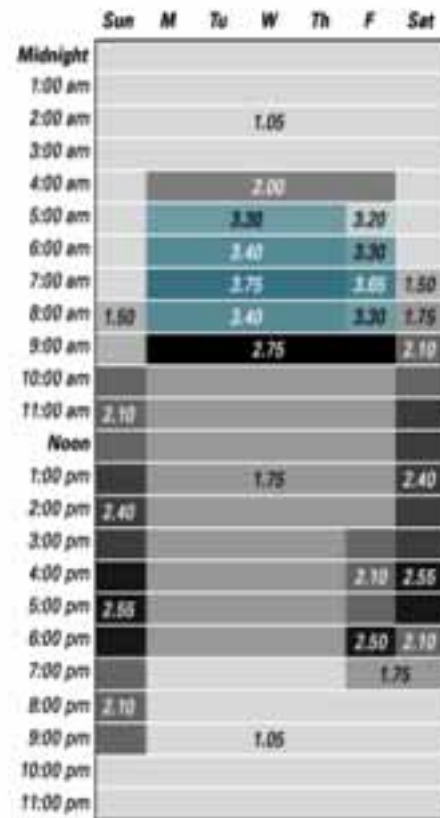 Sun M Tu W Th F Sat
Midnight
1:00 am
2:00 am 1.05
3:00 am
4:00 am 2.00
5:00 am 3.30 3.20
6:00 am 3.40 3.30
7:00 am 3.75 3.65 1.50
8:00 am 1.50 3.40 3.30 1.75
9:00 am 2.75 2.10
10:00 am
11:00 am 2.10
Noon
1:00 pm 1.75 2.40
2:00 pm 2.40
3:00 pm
4:00 pm 2.10 2.55
5:00 pm 2.55
6:00 pm 2.50 2.10
7:00 pm 1.75
8:00 pm 2.10
9:00 pm 1.05
10:00 pm
11:00 pm